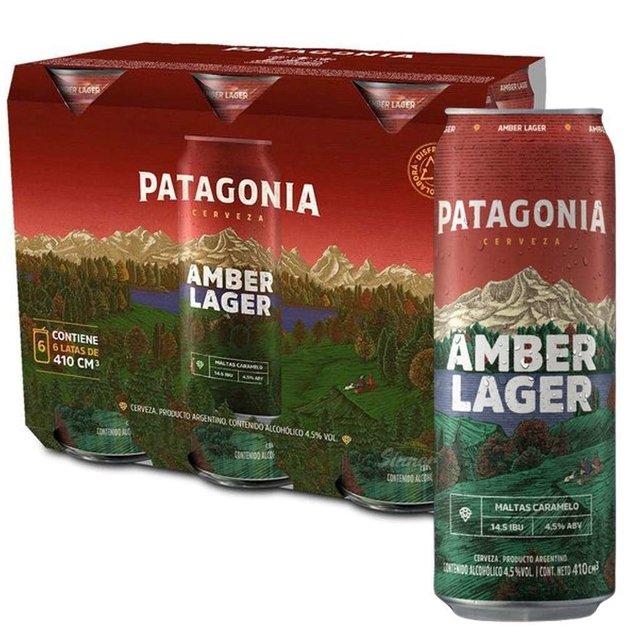 PATAGONIA
AMBER LAGER
AMBER LAGER
PATAGONIA
CERVEZA
AMBER
LAGER
6
CONTIENE
6 LATAS DE
410 CM³
MALTAS CARAMELO
14.5 IBU
4.5% ABV
CERVEZA. PRODUCTO ARGENTINO. CONTENIDO ALCOHÓLICO 4.5% VOL.
AMBER LAGER
PATAGONIA
CERVEZA
AMBER
LAGER
MALTAS CARAMELO
14.5 IBU
4.5% ABV
CERVEZA. PRODUCTO ARGENTINO.
CONTENIDO ALCOHÓLICO 4.5%VOL. | CONT. NETO 410 CM³